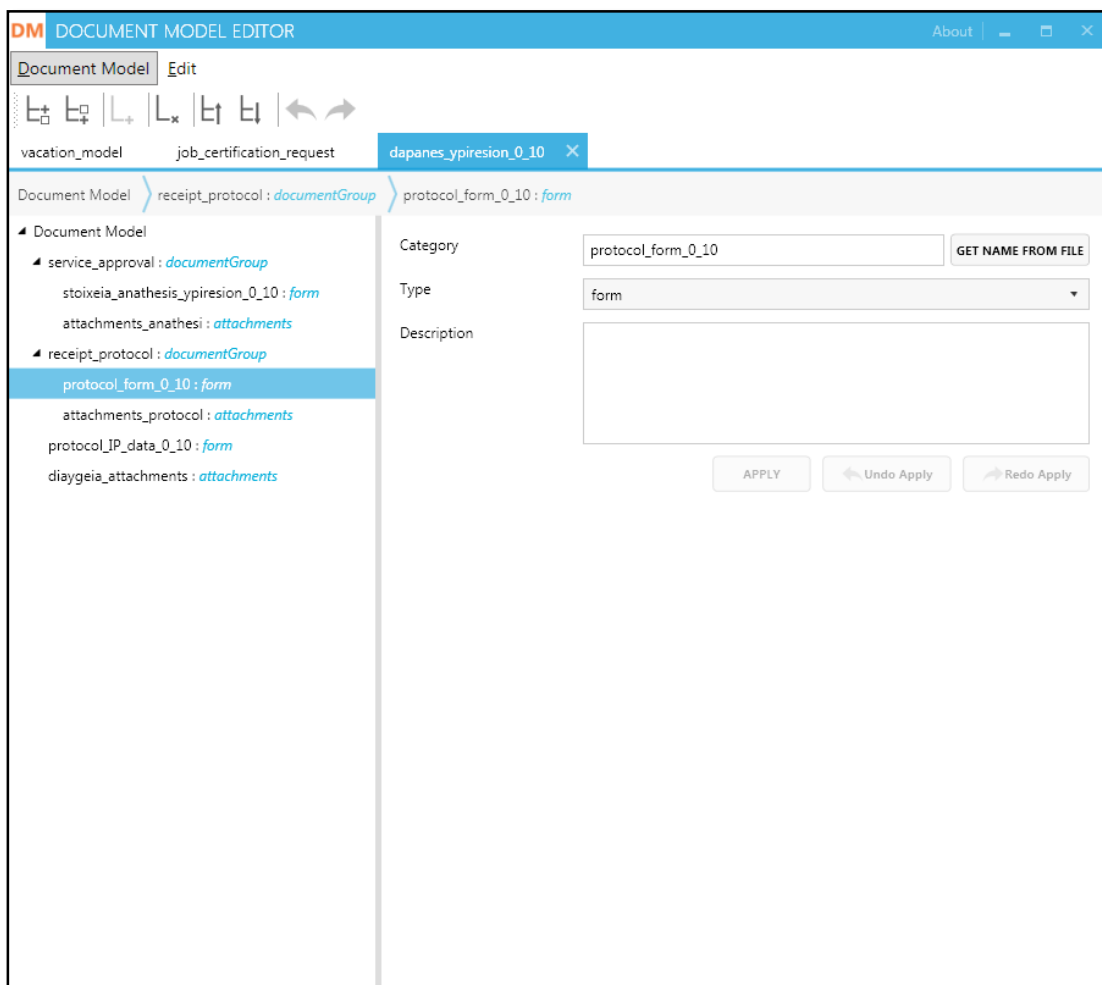 DM DOCUMENT MODEL EDITOR About
Document Model Edit
vacation_model job_certification_request dapanes_ypiresion_0_10
Document Model receipt_protocol : documentGroup protocol_form_0_10 : form
Document Model
service_approval : documentGroup
stoixeia_anathesis_ypiresion_0_10 : form
attachments_anathesi : attachments
receipt_protocol : documentGroup
protocol_form_0_10 : form
attachments_protocol : attachments
protocol_IP_data_0_10 : form
diaygeia_attachments : attachments
Category protocol_form_0_10 GET NAME FROM FILE
Type form
Description
APPLY Undo Apply Redo Apply